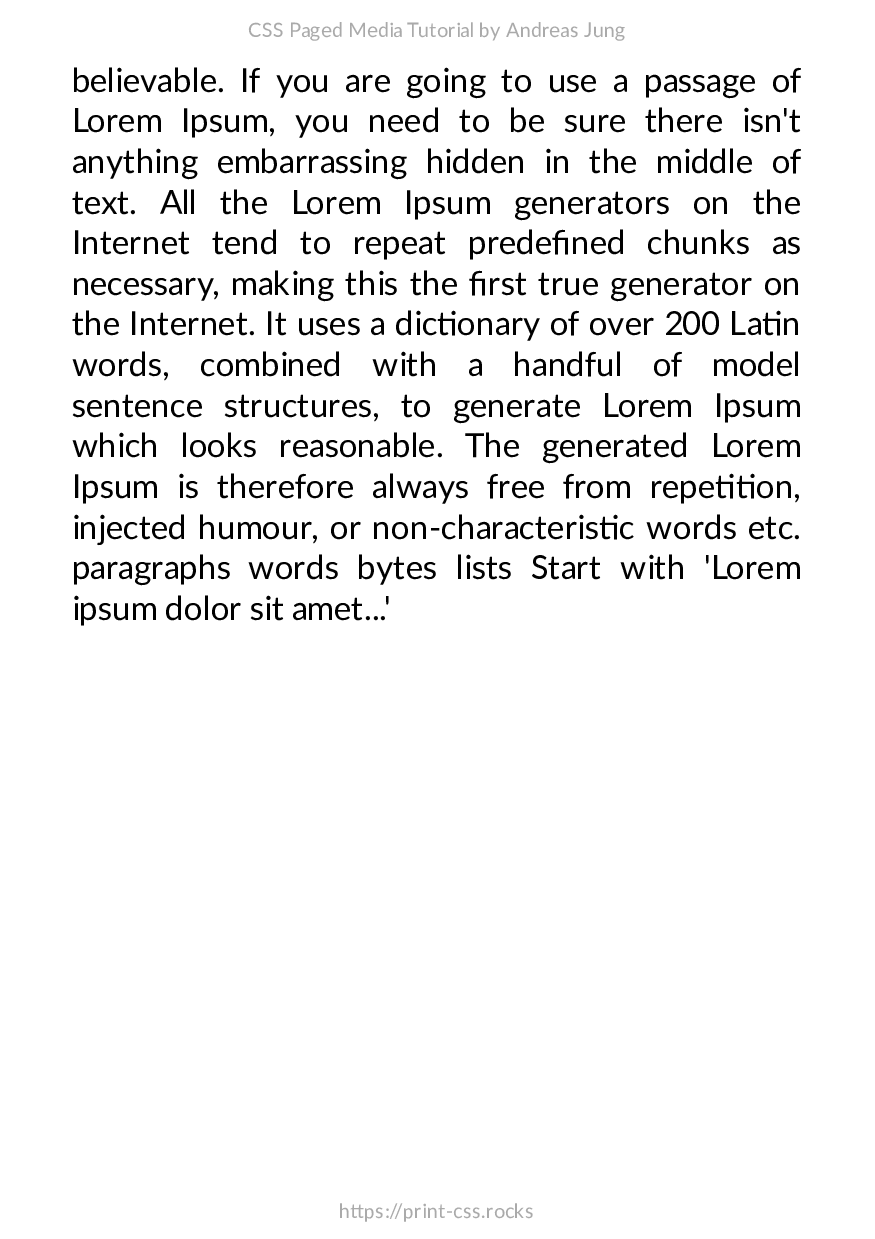 CSS Paged Media Tutorial by Andreas Jung
believable. If you are going to use a passage of
Lorem Ipsum, you need to be sure there isn't
anything embarrassing hidden in the middle of
text. All the Lorem Ipsum generators on the
Internet tend to repeat predefined chunks as
necessary, making this the first true generator on
the Internet. It uses a dictionary of over 200 Latin
words, combined with a handful of model
sentence structures, to generate Lorem Ipsum
which looks reasonable. The generated Lorem
Ipsum is therefore always free from repetition,
injected humour, or non-characteristic words etc.
paragraphs words bytes lists Start with 'Lorem
ipsum dolor sit amet...'
https://print-css.rocks